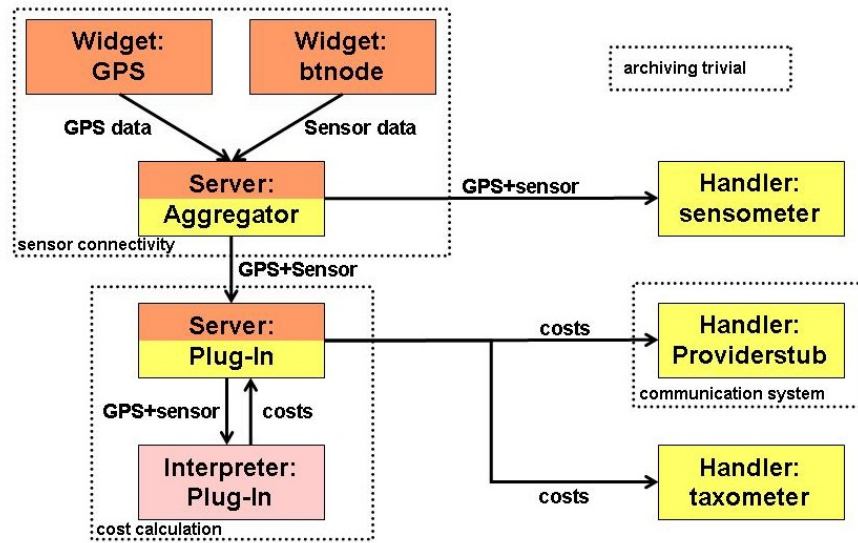 Widget:
GPS
Widget:
btnode
archiving trivial
GPS data
Sensor data
Server:
Aggregator
GPS+sensor
Handler:
sensometer
sensor connectivity
GPS+Sensor
Server:
Plug-In
costs
Handler:
Providerstub
communication system
GPS+sensor
costs
Interpreter:
Plug-In
costs
Handler:
taxometer
cost calculation